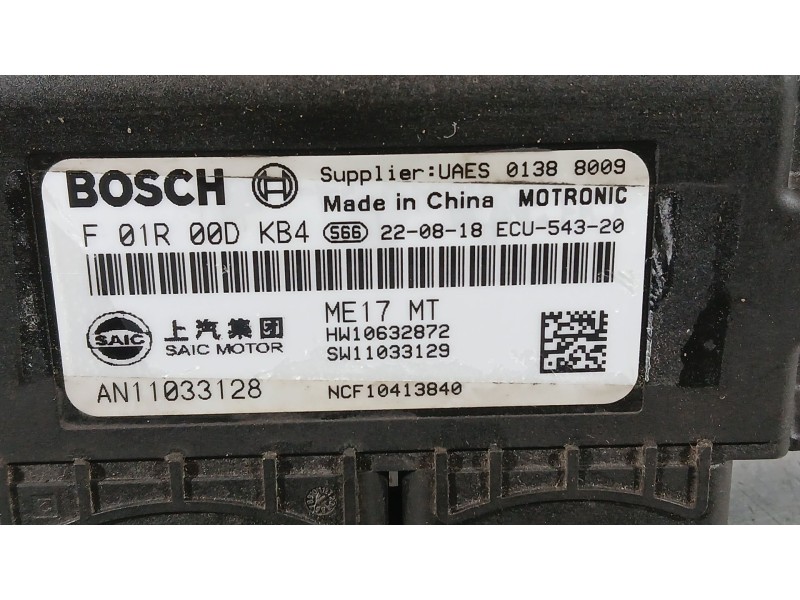 BOSCH Supplier:UAES 0138 8009
Made in China MOTRONIC
F 01R 00D KB4 566 22-08-18 ECU-543-20
SAIC 上汽集团 ME17 MT
SAIC MOTOR HW10632872
SW11033129
AN11033128 NCF10413840